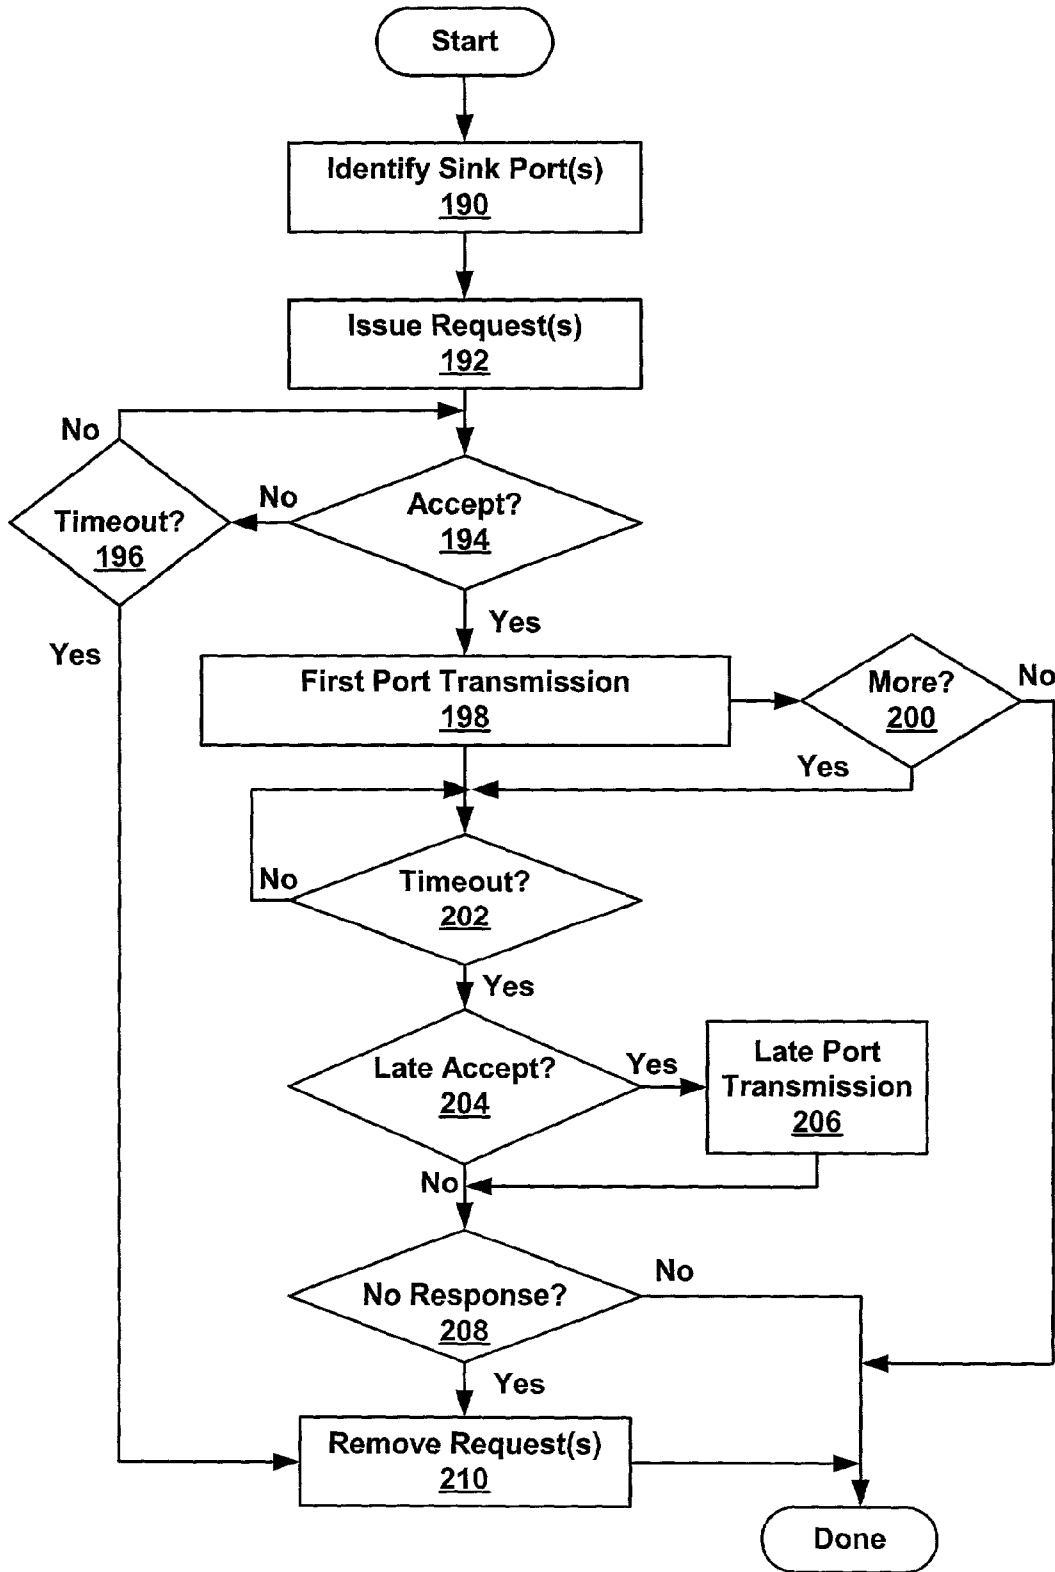 Start
Identify Sink Port(s)
190
Issue Request(s)
192
No
No
Accept?
194
Timeout?
196
Yes
Yes
First Port Transmission
198
More?
200
No
Yes
No
Timeout?
202
Yes
Late Accept?
204
Yes
Late Port
Transmission
206
No
No Response?
208
No
Yes
Remove Request(s)
210
Done